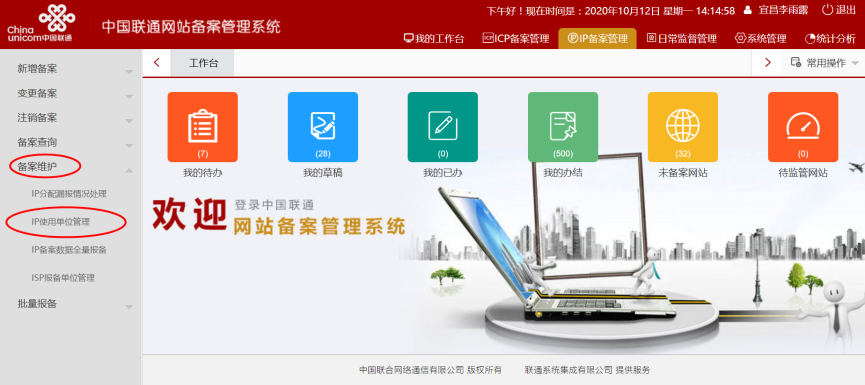 下午好！现在时间是：2020年10月12日 星期一 14:14:58 宜昌李雨露 退出
China unicom中国联通
中国联通网站备案管理系统
我的工作台 ICP备案管理 IP备案管理 日常监督管理 系统管理 统计分析
新增备案
变更备案
注销备案
备案查询
备案维护
IP分配漏报情况处理
IP使用单位管理
IP备案数据全量报备
ISP报备单位管理
批量报备
工作台 常用操作
(7) (28) (0) (500) (32) (0)
我的待办 我的草稿 我的已办 我的办结 未备案网站 待监管网站
欢迎 登录中国联通
网站备案管理系统
中国联合网络通信有限公司 版权所有 联通系统集成有限公司 提供服务